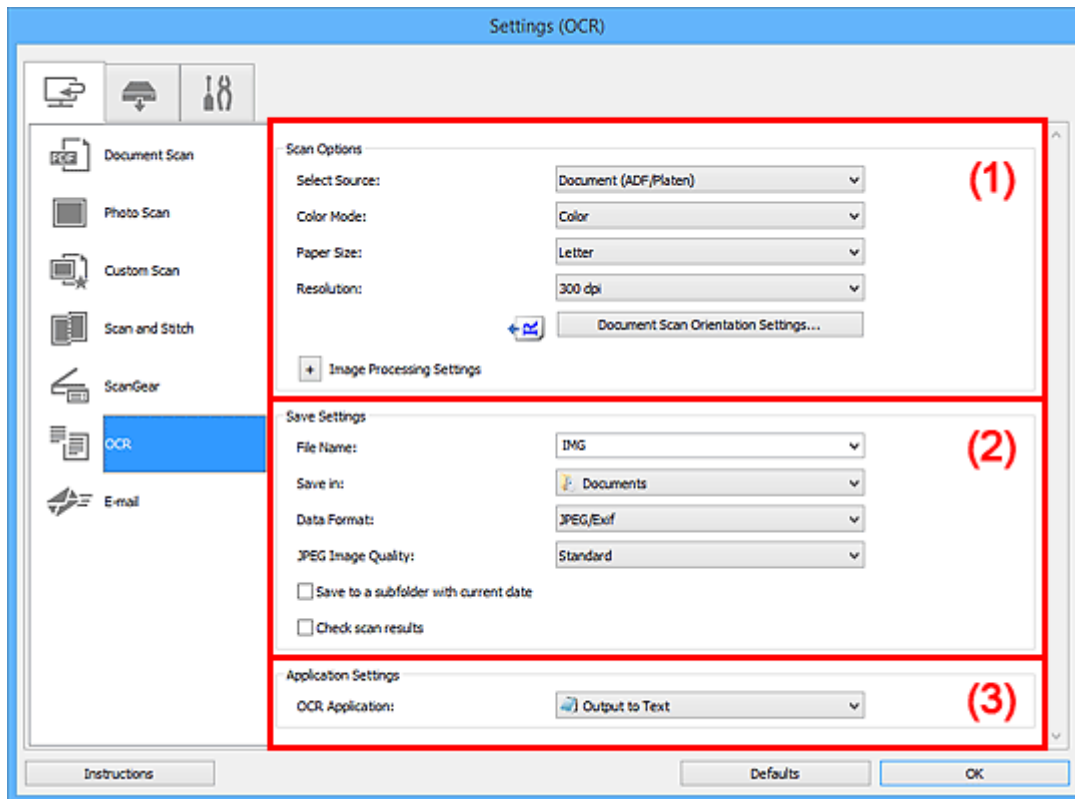 Settings (OCR)
PDF
Document Scan
Photo Scan
Custom Scan
Scan and Stitch
ScanGear
OCR
E-mail
Scan Options
(1)
Select Source: Document (ADF/Platen)
Color Mode: Color
Paper Size: Letter
Resolution: 300 dpi
R Document Scan Orientation Settings...
+ Image Processing Settings
Save Settings
(2)
File Name: IMG
Save in: Documents
Data Format: JPEG/Exif
JPEG Image Quality: Standard
Save to a subfolder with current date
Check scan results
Application Settings
(3)
OCR Application: Output to Text
Instructions Defaults OK